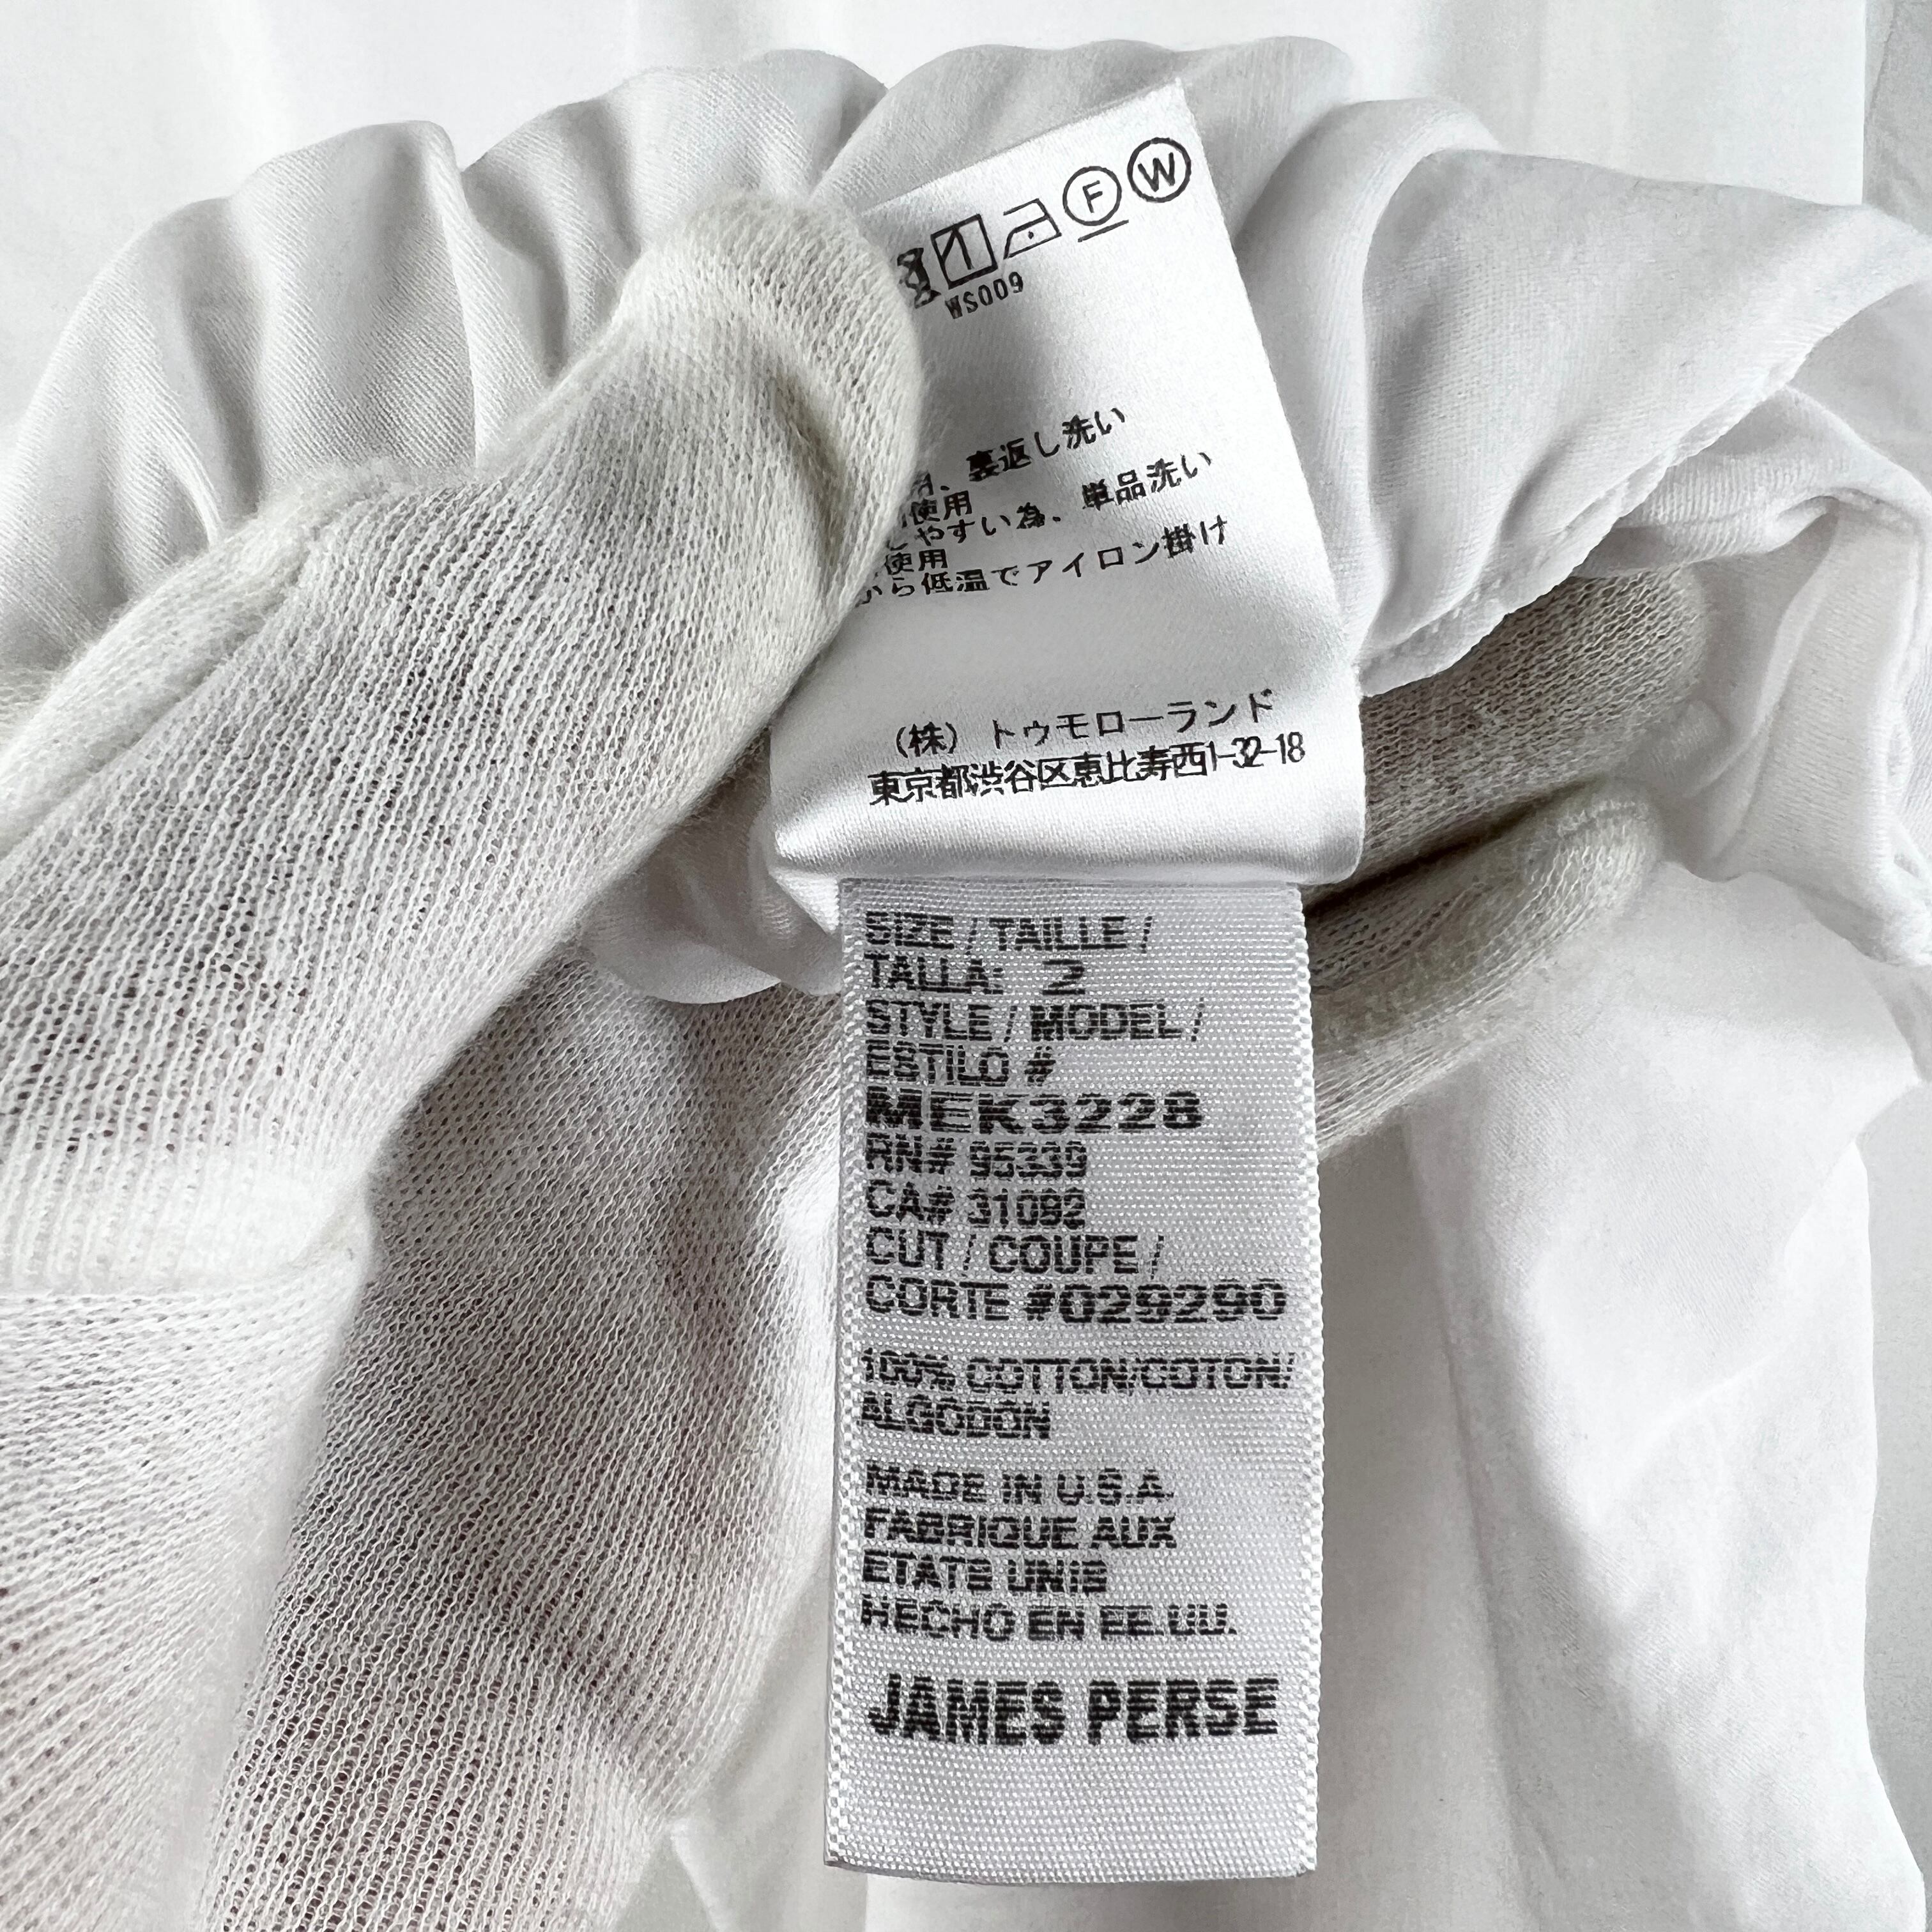 F W
WS009
、裏返し洗い
使用
やすい為、単品洗い
使用
から低温でアイロン掛け
(株) トゥモローランド
東京都渋谷区恵比寿西1-32-18
SIZE / TAILLE /
TALLA: 2
STYLE / MODEL /
ESTILO #
MEK3228
RN# 95339
CA# 31092
CUT / COUPE /
CORTE #029290
100% COTTON/COTON/
ALGODON
MADE IN U.S.A.
FABRIQUE AUX
ETATS UNIS
HECHO EN EE.UU.
JAMES PERSE